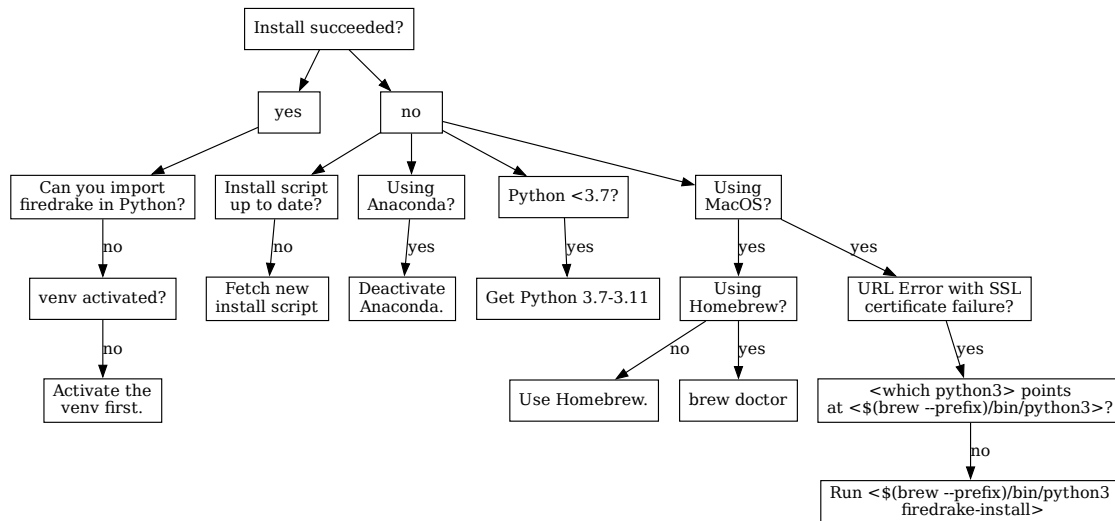 Install succeeded?
yes
no
Can you import
firedrake in Python?
Install script
up to date?
Using
Anaconda?
Python <3.7?
Using
MacOS?
no
no
yes
yes
yes
yes
venv activated?
Fetch new
install script
Deactivate
Anaconda.
Get Python 3.7-3.11
Using
Homebrew?
URL Error with SSL
certificate failure?
no
no
yes
yes
Activate the
venv first.
Use Homebrew.
brew doctor
<which python3> points
at <$(brew --prefix)/bin/python3>?
no
Run <$(brew --prefix)/bin/python3
firedrake-install>